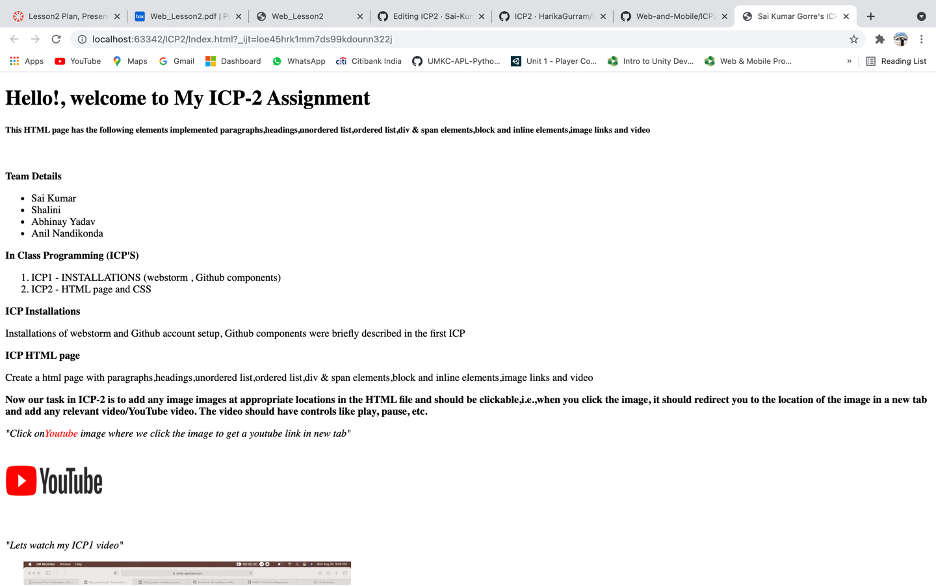 Lesson2 Plan, Presen
Web_Lesson2.pdf | P
Web_Lesson2
Editing ICP2 · Sai-Kur
ICP2 · HarikaGurram/
Web-and-Mobile/ICP2
Sai Kumar Gorre's ICP
localhost:63342/ICP2/Index.html?_ijt=loe45hrk1mm7ds99kdounn322j
Apps YouTube Maps Gmail Dashboard WhatsApp citi Citibank India UMKC-APL-Pytho... Unit 1 - Player Co... Intro to Unity Dev... Web & Mobile Pro... » Reading List
Hello!, welcome to My ICP-2 Assignment
This HTML page has the following elements implemented paragraphs,headings,unordered list,ordered list,div & span elements,block and inline elements,image links and video
Team Details
• Sai Kumar
• Shalini
• Abhinay Yadav
• Anil Nandikonda
In Class Programming (ICP'S)
1. ICP1 - INSTALLATIONS (webstorm , Github components)
2. ICP2 - HTML page and CSS
ICP Installations
Installations of webstorm and Github account setup, Github components were briefly described in the first ICP
ICP HTML page
Create a html page with paragraphs,headings,unordered list,ordered list,div & span elements,block and inline elements,image links and video
Now our task in ICP-2 is to add any image images at appropriate locations in the HTML file and should be clickable,i.e.,when you click the image, it should redirect you to the location of the image in a new tab
and add any relevant video/YouTube video. The video should have controls like play, pause, etc.
"Click onYoutube image where we click the image to get a youtube link in new tab"
YouTube
"Lets watch my ICP1 video"